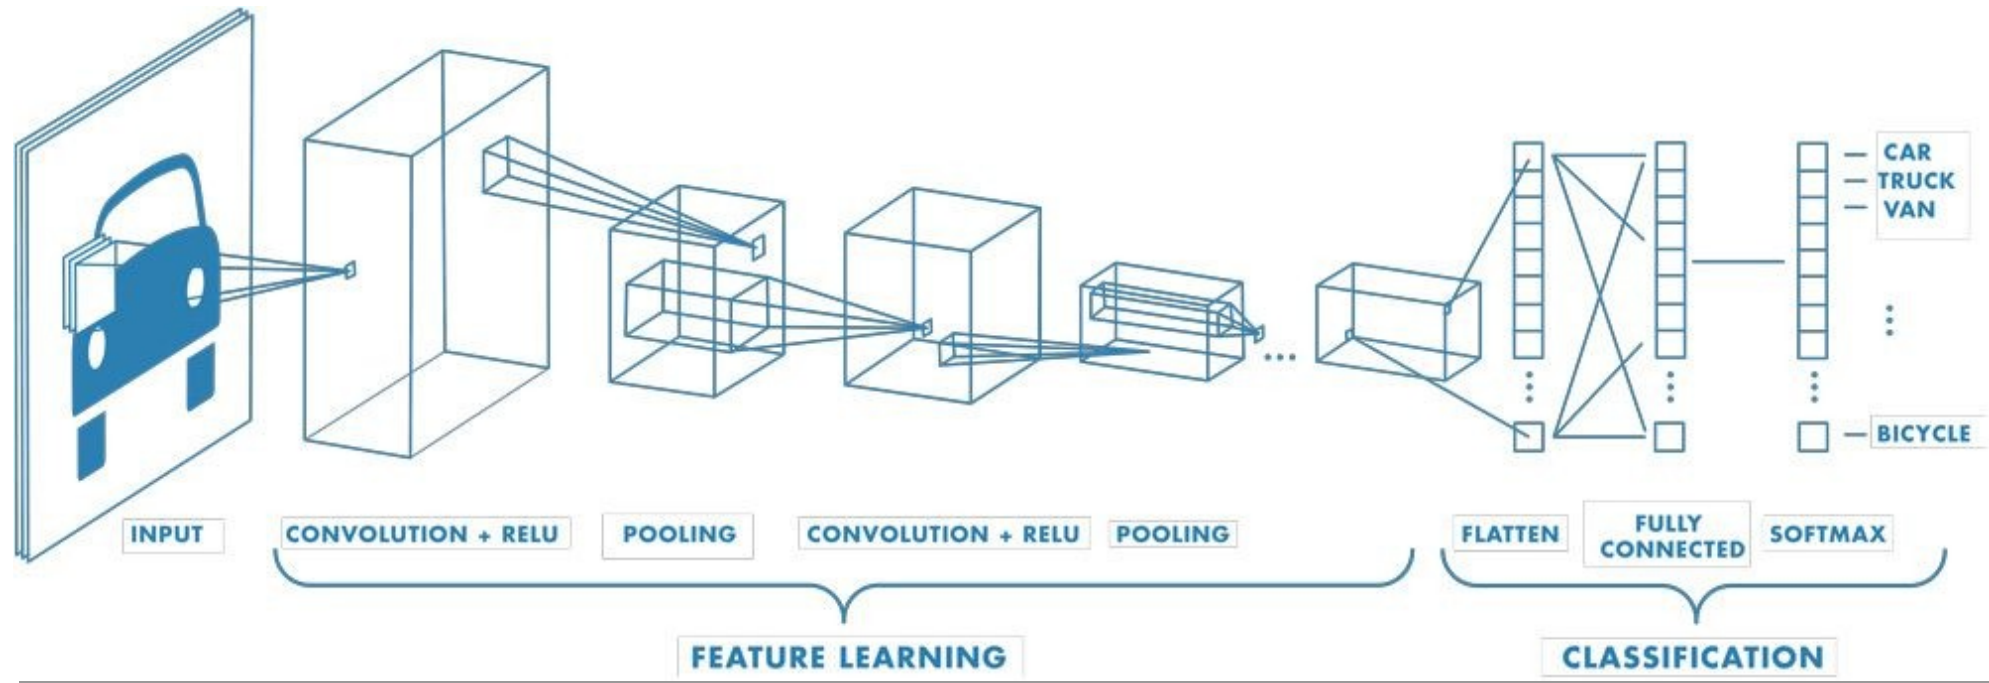 CAR
TRUCK
VAN
BICYCLE
INPUT
CONVOLUTION + RELU
POOLING
CONVOLUTION + RELU
POOLING
FLATTEN
FULLY
CONNECTED
SOFTMAX
FEATURE LEARNING
CLASSIFICATION